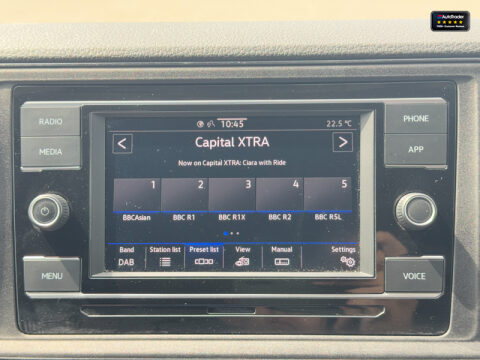 AutoTrader
RADIO
MEDIA
MENU
PHONE
APP
VOICE
10:45
22.5 °C
<
Capital XTRA
>
Now on Capital XTRA: Ciara with Ride
1 2 3 4 5
BBCAsian BBC R1 BBC R1X BBC R2 BBC R5L
Band Station list Preset list View Manual Settings
DAB